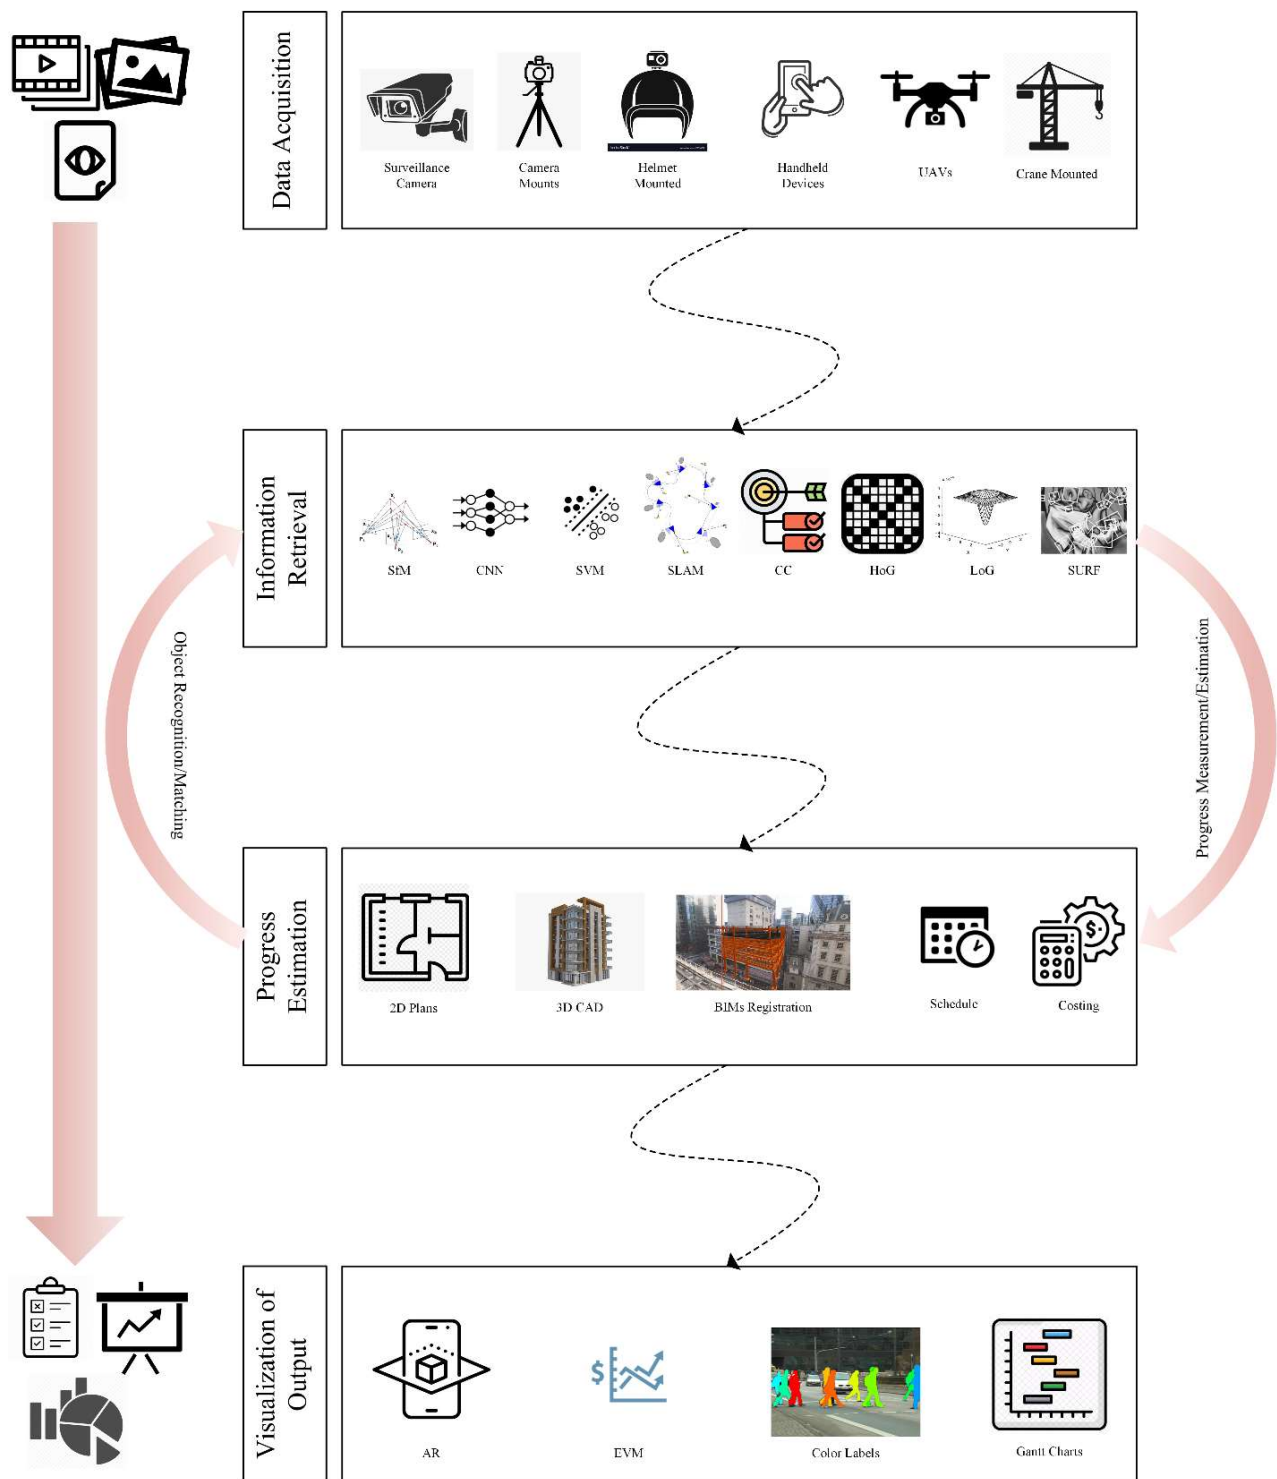 Data Acquisition
Surveillance
Camera
Camera
Mounts
Helmet
Mounted
Handheld
Devices
UAVs
Crane Mounted
Information
Retrieval
SfM
CNN
SVM
SLAM
CC
HoG
LoG
SURF
Object Recognition/Matching
Progress Measurement/Estimation
Progress
Estimation
2D Plans
3D CAD
BIMs Registration
Schedule
$
Costing
Visualization of
Output
AR
$
EVM
Color Labels
Gantt Charts